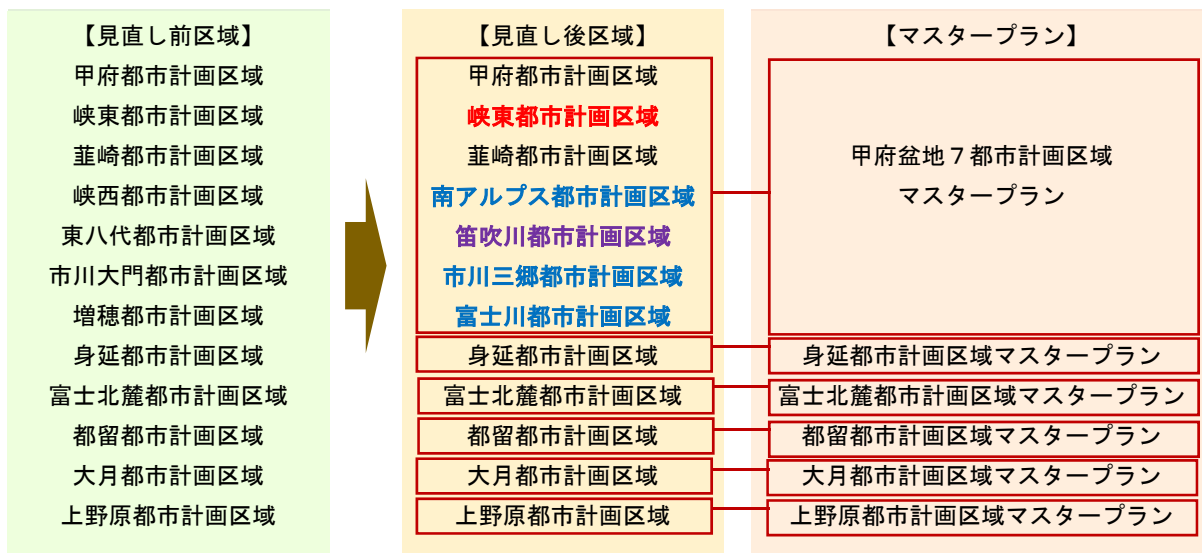 【見直し前区域】
甲府都市計画区域
峡東都市計画区域
韮崎都市計画区域
峡西都市計画区域
東八代都市計画区域
市川大門都市計画区域
増穂都市計画区域
身延都市計画区域
富士北麓都市計画区域
都留都市計画区域
大月都市計画区域
上野原都市計画区域
【見直し後区域】
甲府都市計画区域
峡東都市計画区域
韮崎都市計画区域
南アルプス都市計画区域
笛吹川都市計画区域
市川三郷都市計画区域
富士川都市計画区域
身延都市計画区域
富士北麓都市計画区域
都留都市計画区域
大月都市計画区域
上野原都市計画区域
【マスタープラン】
甲府盆地７都市計画区域
マスタープラン
身延都市計画区域マスタープラン
富士北麓都市計画区域マスタープラン
都留都市計画区域マスタープラン
大月都市計画区域マスタープラン
上野原都市計画区域マスタープラン